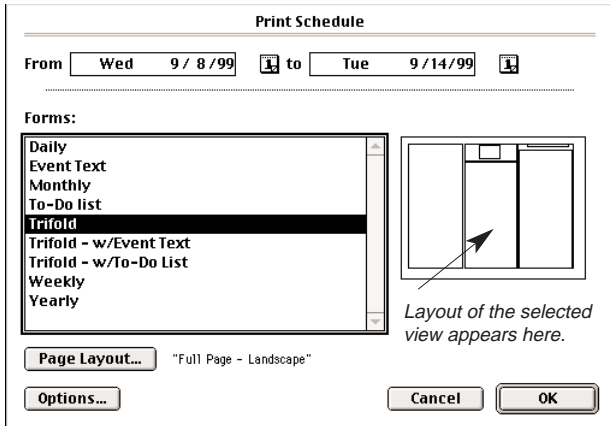 Print Schedule
From Wed 9/ 8/99 to Tue 9/14/99
Forms:
Daily
Event Text
Monthly
To-Do list
Trifold
Trifold - w/Event Text
Trifold - w/To-Do List
Weekly
Yearly
Layout of the selected
view appears here.
Page Layout... "Full Page - Landscape"
Options... Cancel OK